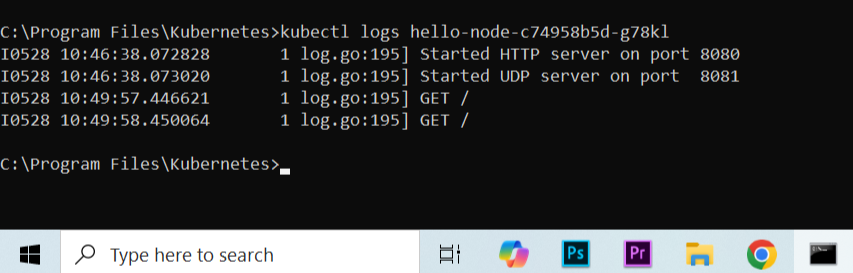 C:\Program Files\Kubernetes>kubectl logs hello-node-c74958b5d-g78kl
I0528 10:46:38.072828       1 log.go:195] Started HTTP server on port 8080
I0528 10:46:38.073020       1 log.go:195] Started UDP server on port  8081
I0528 10:49:57.446621       1 log.go:195] GET /
I0528 10:49:58.450064       1 log.go:195] GET /
C:\Program Files\Kubernetes>
Type here to search
Ps
Pr